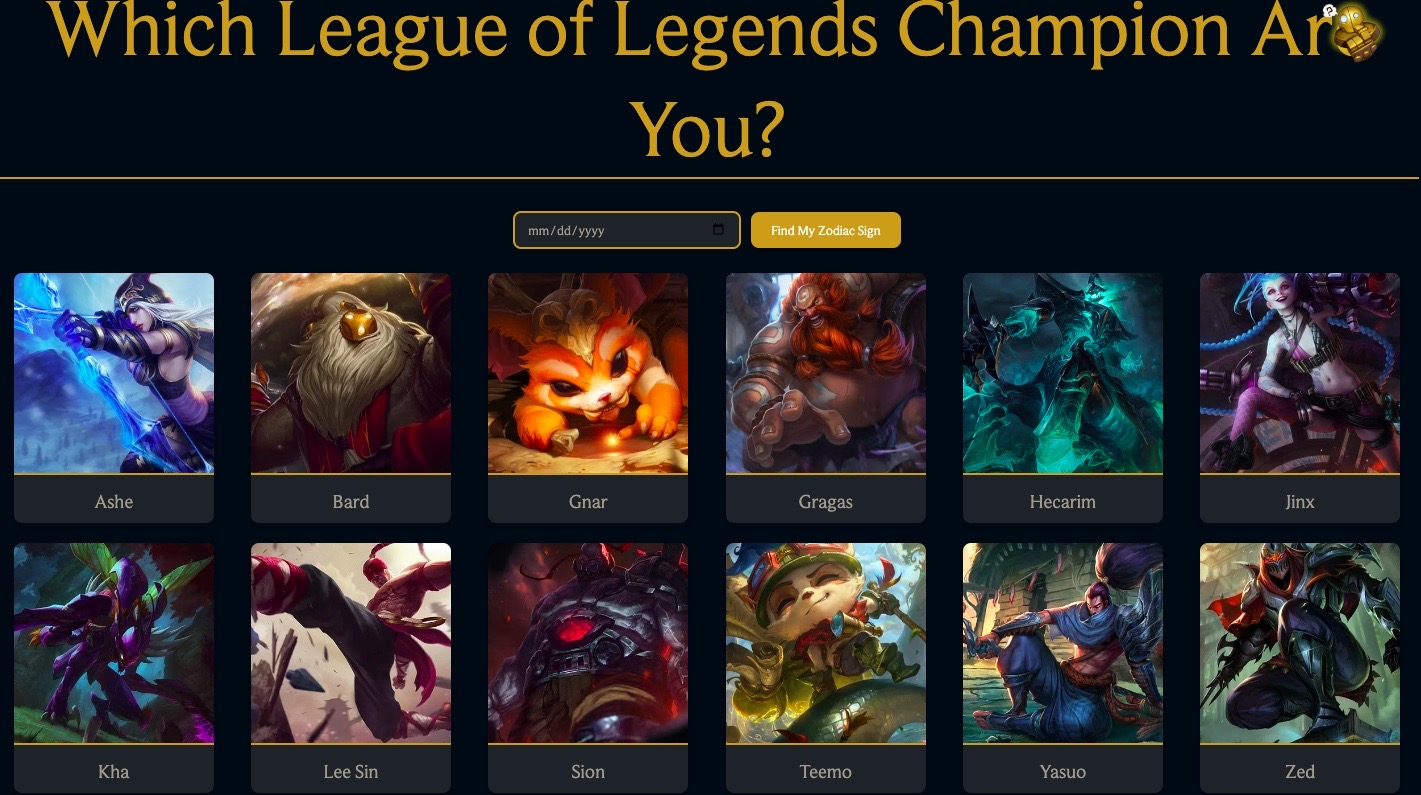 Which League of Legends Champion Ar
You?
mm/dd/yyyy
Find My Zodiac Sign
Ashe
Bard
Gnar
Gragas
Hecarim
Jinx
Kha
Lee Sin
Sion
Teemo
Yasuo
Zed